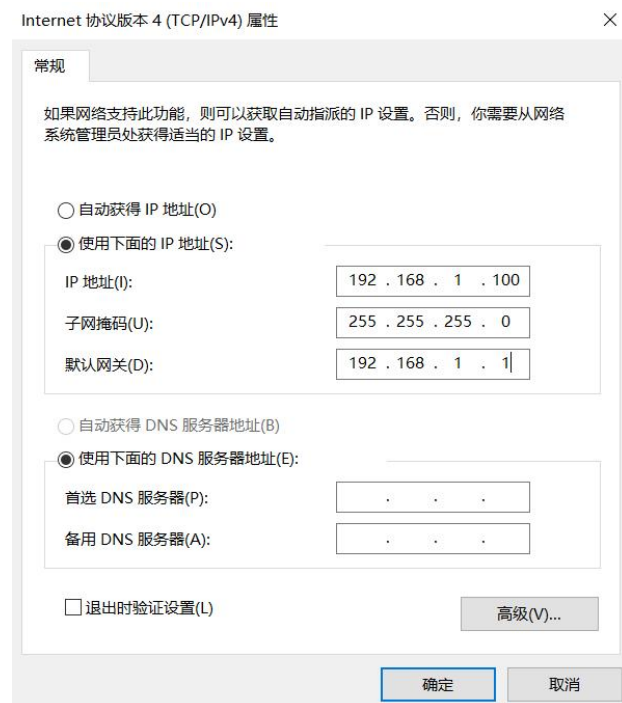 Internet 协议版本 4 (TCP/IPv4) 属性
常规
如果网络支持此功能，则可以获取自动指派的 IP 设置。否则，你需要从网络
系统管理员处获得适当的 IP 设置。
自动获得 IP 地址(O)
使用下面的 IP 地址(S):
IP 地址(I): 192 . 168 . 1 . 100
子网掩码(U): 255 . 255 . 255 . 0
默认网关(D): 192 . 168 . 1 . 1
自动获得 DNS 服务器地址(B)
使用下面的 DNS 服务器地址(E):
首选 DNS 服务器(P): . . .
备用 DNS 服务器(A): . . .
退出时验证设置(L)
高级(V)...
确定 取消